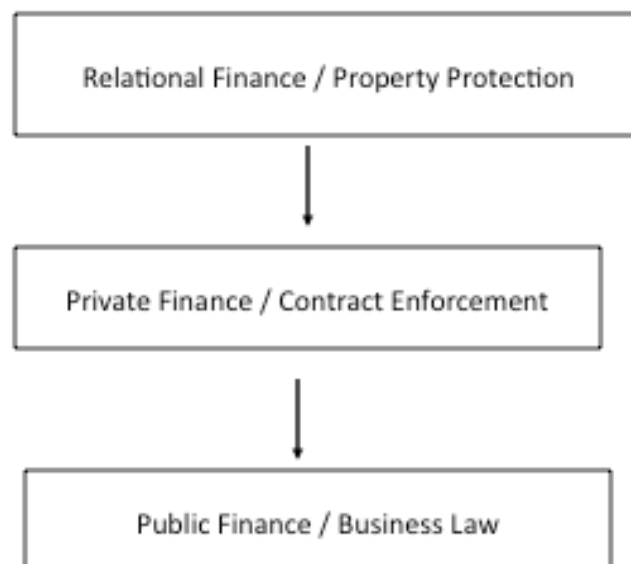 Relational Finance / Property Protection
Private Finance / Contract Enforcement
Public Finance / Business Law